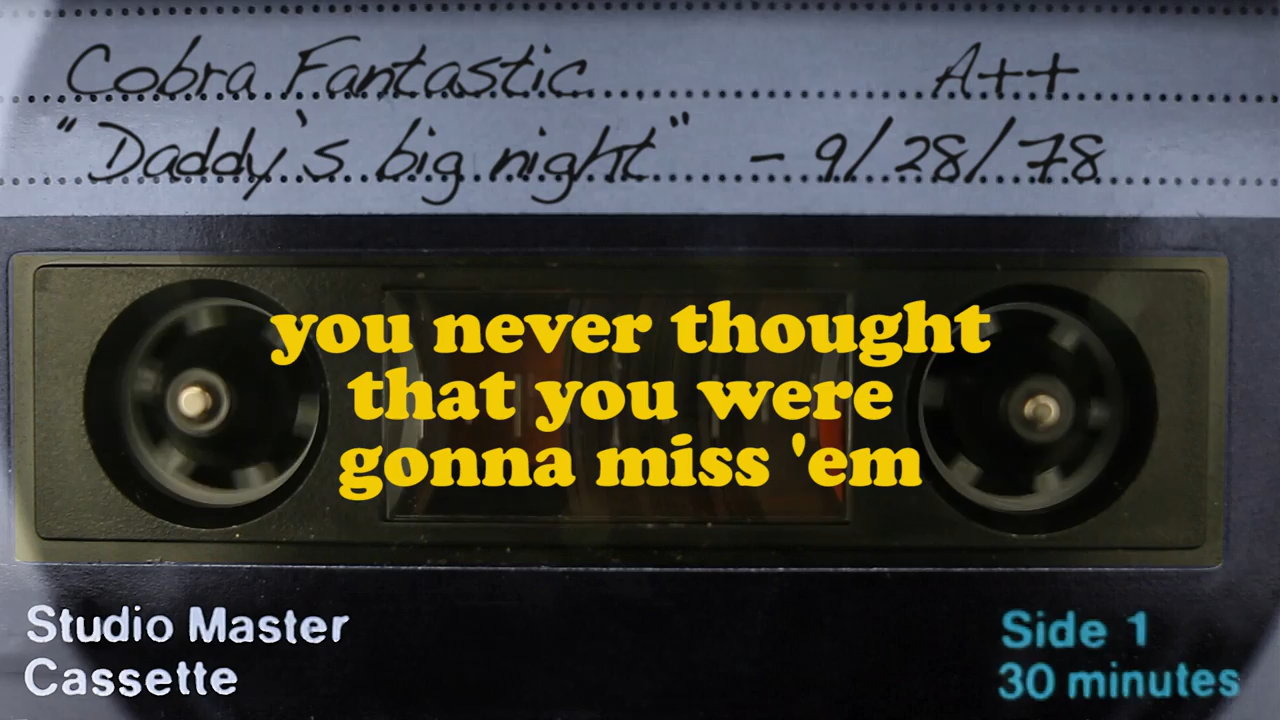 Cobra Fantastic A++
"Daddy's big night" - 9/28/78
you never thought
that you were
gonna miss 'em
Studio Master
Cassette
Side 1
30 minutes